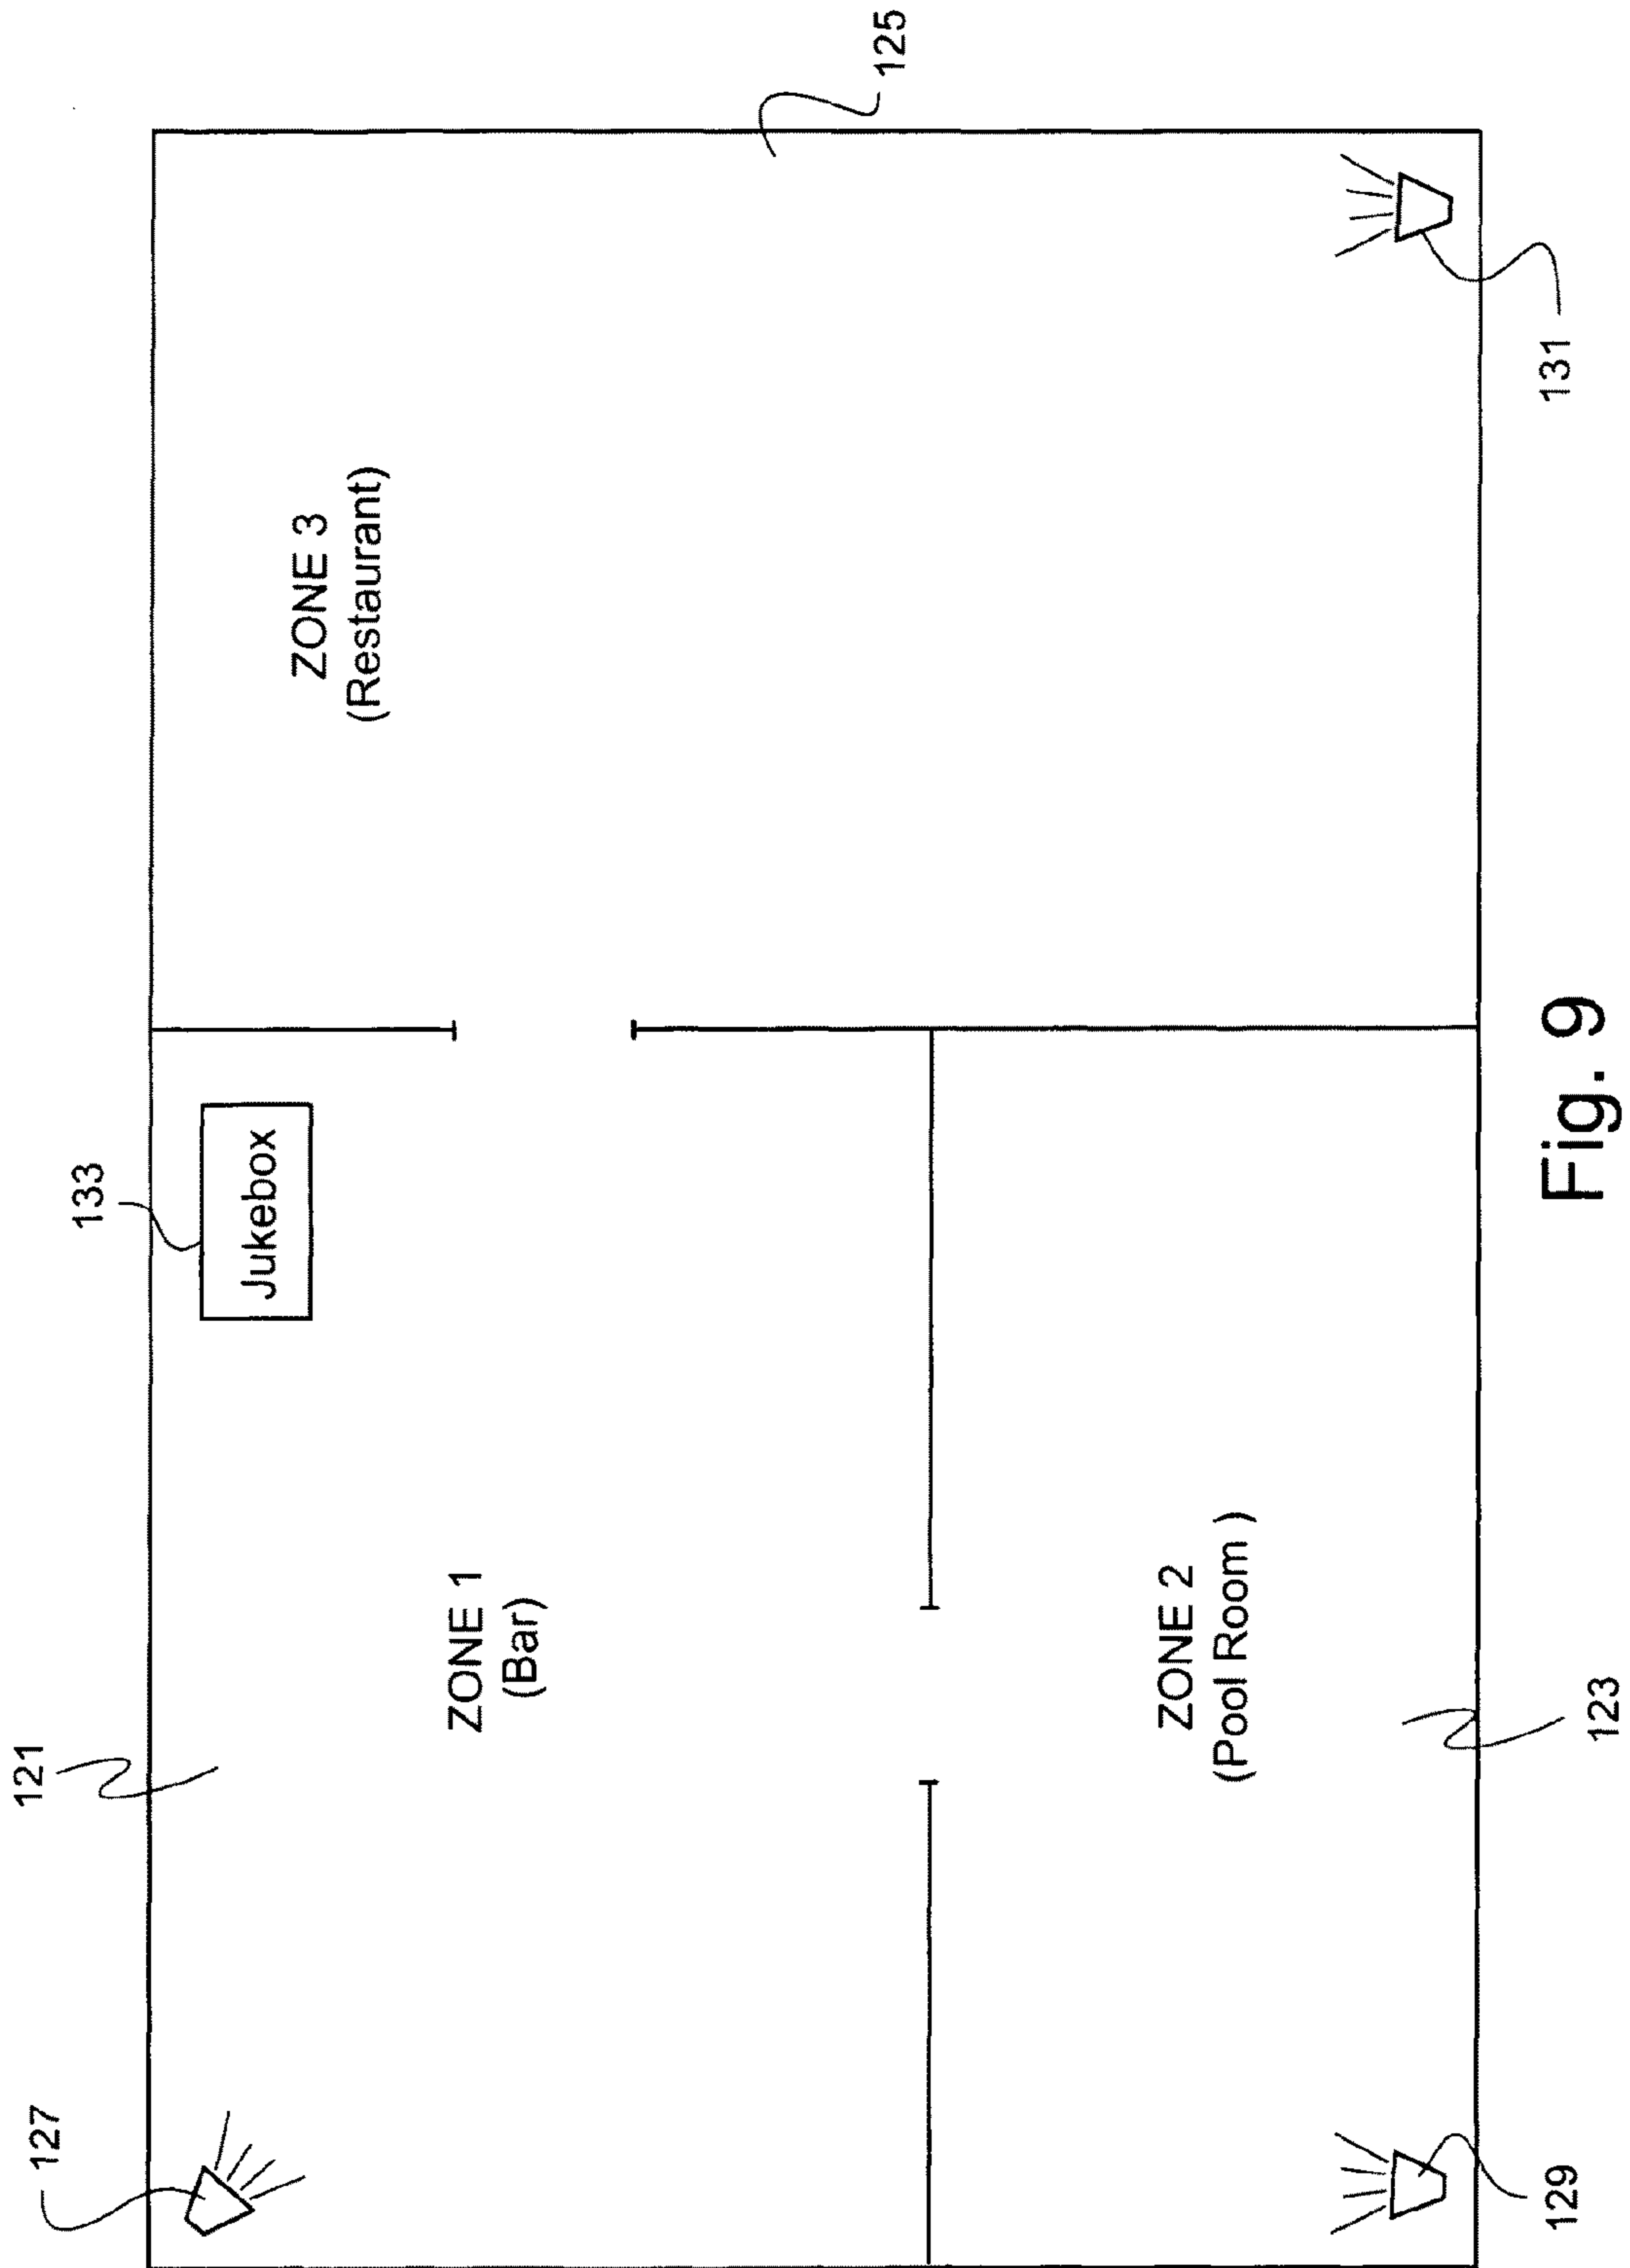 121
127
133
Jukebox
ZONE 1
(Bar)
ZONE 3
(Restaurant)
125
ZONE 2
(Pool Room )
129
123
131
Fig. 9